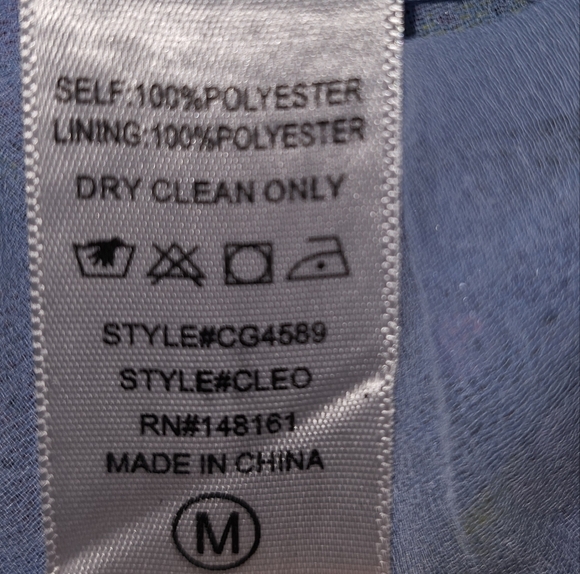 SELF:100%POLYESTER
LINING:100%POLYESTER
DRY CLEAN ONLY
STYLE#CG4589
STYLE#CLEO
RN#148161
MADE IN CHINA
M